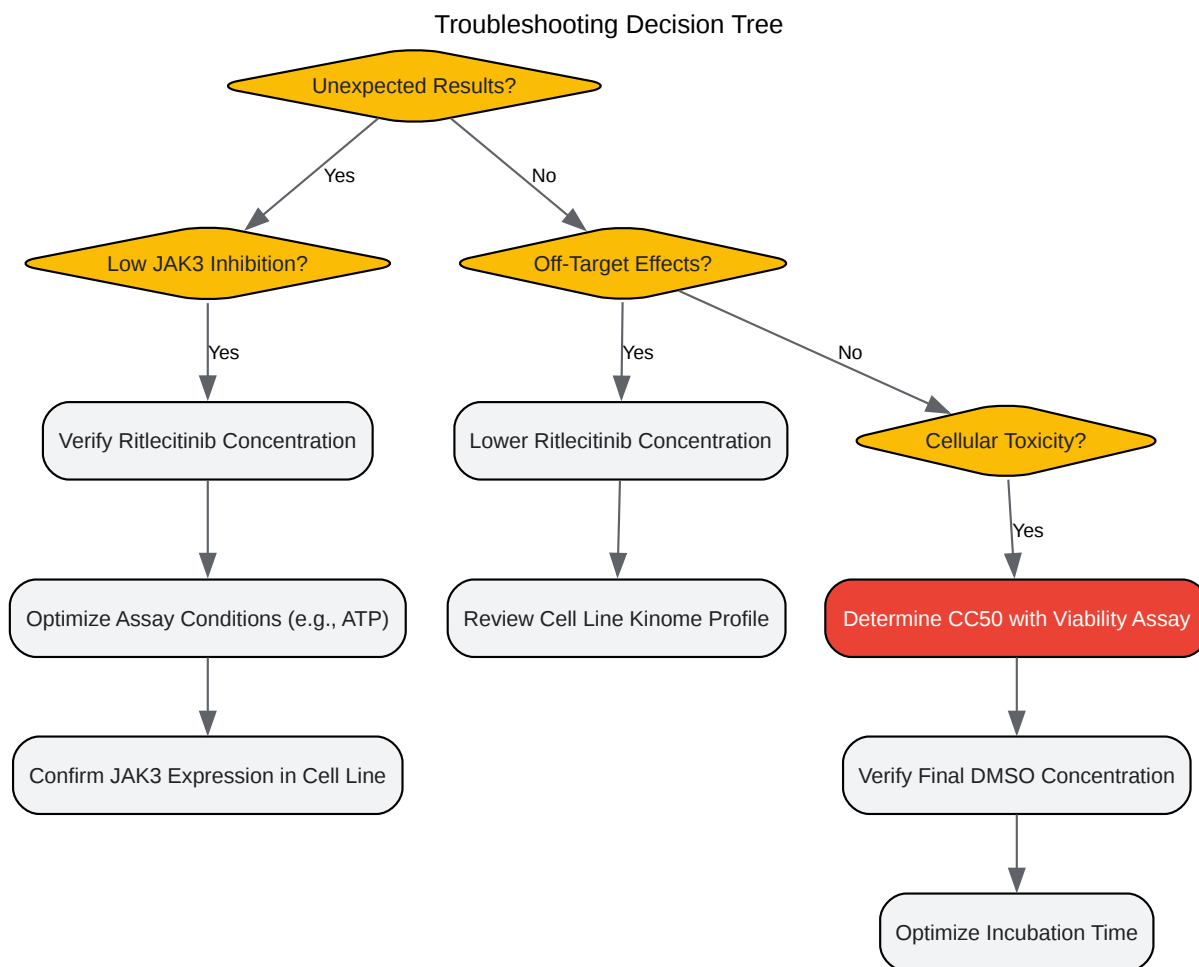 Troubleshooting Decision Tree
Unexpected Results?
Yes
No
Low JAK3 Inhibition?
Off-Target Effects?
Yes
Yes
No
Verify Ritlecitinib Concentration
Lower Ritlecitinib Concentration
Cellular Toxicity?
Yes
Optimize Assay Conditions (e.g., ATP)
Review Cell Line Kinome Profile
Determine CC50 with Viability Assay
Confirm JAK3 Expression in Cell Line
Verify Final DMSO Concentration
Optimize Incubation Time